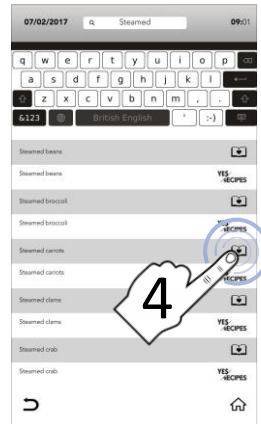 07/02/2017 Steamed 09:01
q w e r t y u i o p
a s d f g h j k l
z x c v b n m , .
&123 British English ' :-)
Steamed beans
Steamed beans YES RECIPES
Steamed broccoli
Steamed broccoli YES RECIPES
Steamed carrots
Steamed carrots RECIPES
Steamed clams
Steamed clams YES RECIPES
Steamed crab
Steamed crab YES RECIPES
4